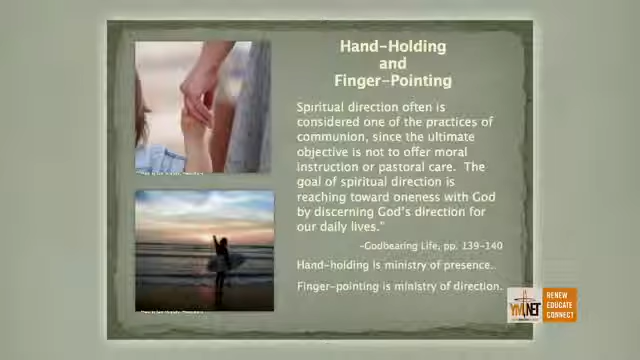 Hand-Holding
and
Finger-Pointing
Spiritual direction often is
considered one of the practices of
communion, since the ultimate
objective is not to offer moral
instruction or pastoral care.  The
goal of spiritual direction is
reaching toward oneness with God
by discerning God's direction for
our daily lives."
-Godbearing Life, pp. 139-140
Hand-holding is ministry of presence.
Finger-pointing is ministry of direction.
RENEW
EDUCATE
CONNECT